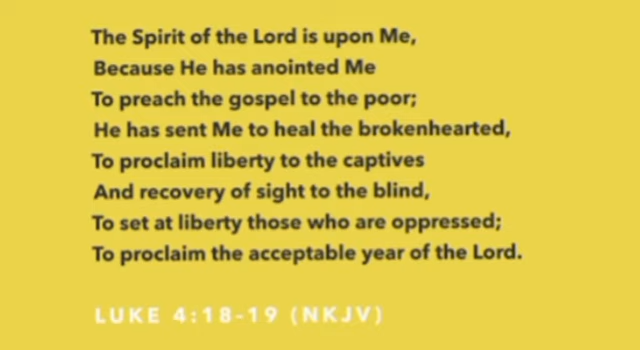 The Spirit of the Lord is upon Me,
Because He has anointed Me
To preach the gospel to the poor;
He has sent Me to heal the brokenhearted,
To proclaim liberty to the captives
And recovery of sight to the blind,
To set at liberty those who are oppressed;
To proclaim the acceptable year of the Lord.
LUKE 4:18-19 (NKJV)